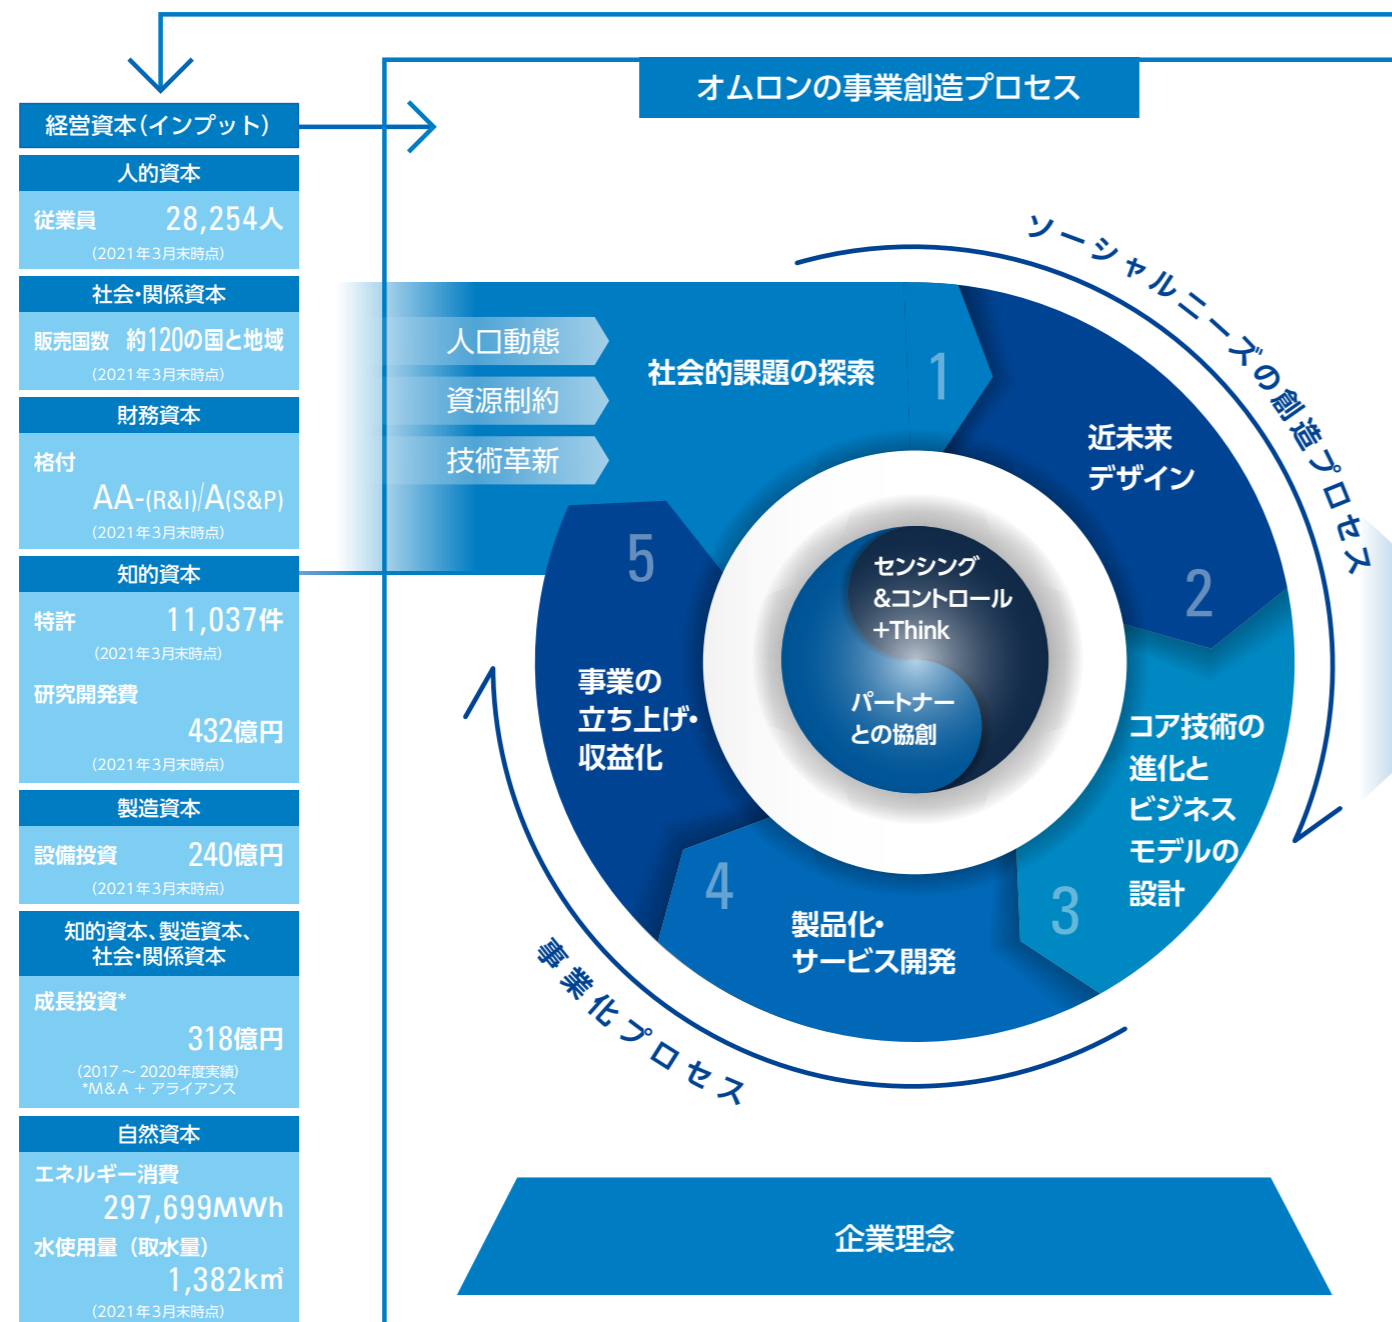 経営資本(インプット)
人的資本
従業員 28,254人
(2021年3月末時点)
社会・関係資本
販売国数 約120の国と地域
(2021年3月末時点)
財務資本
格付
AA-(R&I)/A(S&P)
(2021年3月末時点)
知的資本
特許 11,037件
(2021年3月末時点)
研究開発費
432億円
(2021年3月末時点)
製造資本
設備投資 240億円
(2021年3月末時点)
知的資本、製造資本、
社会・関係資本
成長投資*
318億円
(2017～2020年度実績)
*M&A + アライアンス
自然資本
エネルギー消費
297,699MWh
水使用量（取水量）
1,382k㎥
(2021年3月末時点)
オムロンの事業創造プロセス
人口動態
資源制約
技術革新
社会的課題の探索
1
ソーシャルニーズの創造プロセス
近未来
デザイン
2
コア技術の
進化と
ビジネス
モデルの
設計
3
製品化・
サービス開発
4
事業の
立ち上げ・
収益化
5
事業化プロセス
センシング
&コントロール
+Think
パートナー
との協創
企業理念